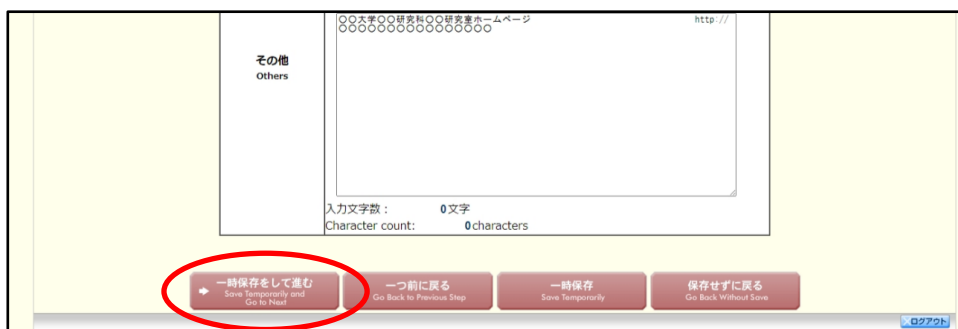 〇〇大学〇〇研究科〇〇研究室ホームページ http://
〇〇〇〇〇〇〇〇〇〇〇〇〇〇〇〇
その他
Others
入力文字数： 0文字
Character count: 0characters
一時保存をして進む
Save Temporarily and
Go to Next
一つ前に戻る
Go Back to Previous Step
一時保存
Save Temporarily
保存せずに戻る
Go Back Without Save
ログアウト